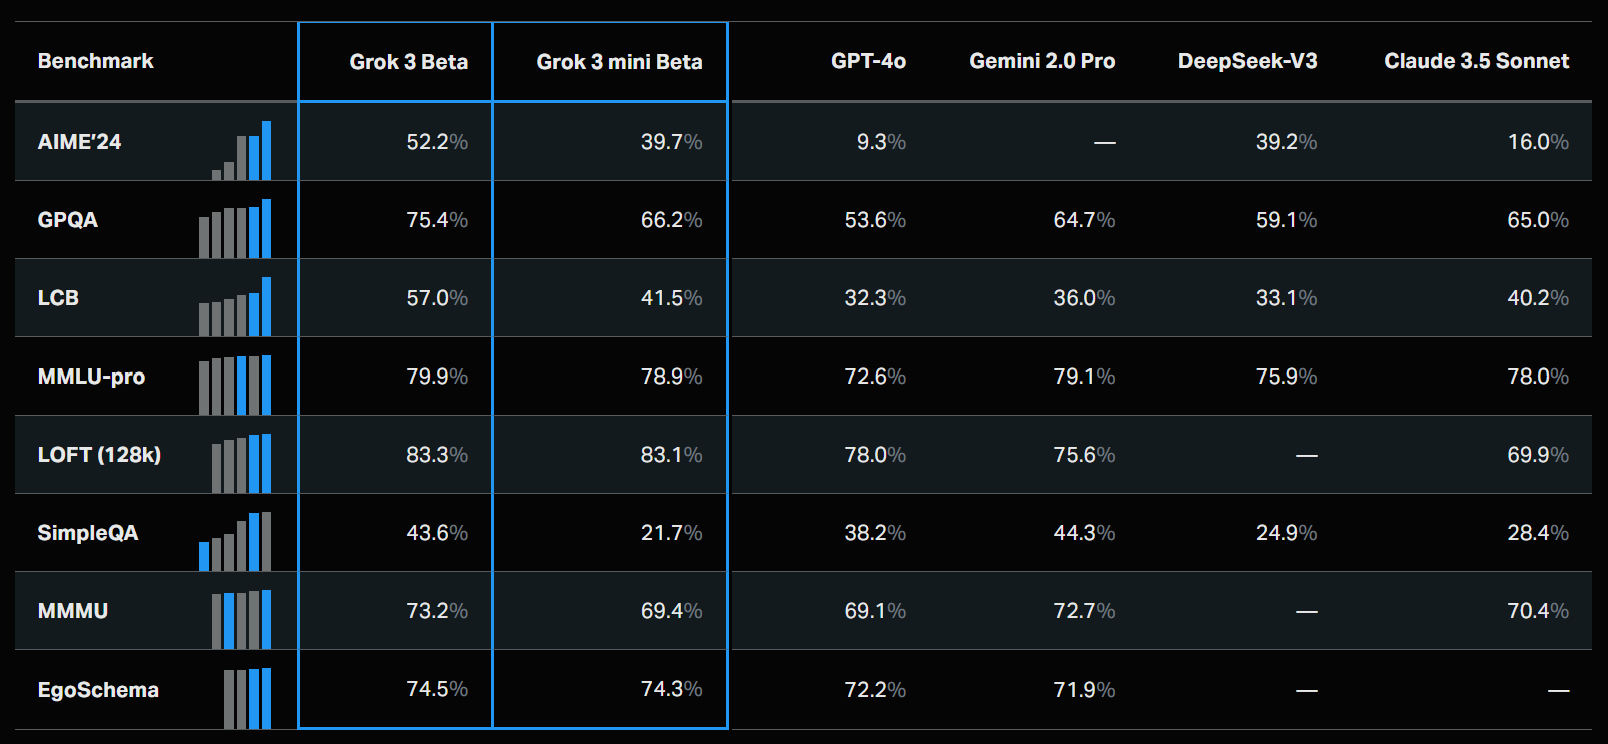 Benchmark Grok 3 Beta Grok 3 mini Beta GPT-4o Gemini 2.0 Pro DeepSeek-V3 Claude 3.5 Sonnet
AIME’24 52.2% 39.7% 9.3% — 39.2% 16.0%
GPQA 75.4% 66.2% 53.6% 64.7% 59.1% 65.0%
LCB 57.0% 41.5% 32.3% 36.0% 33.1% 40.2%
MMLU-pro 79.9% 78.9% 72.6% 79.1% 75.9% 78.0%
LOFT (128k) 83.3% 83.1% 78.0% 75.6% — 69.9%
SimpleQA 43.6% 21.7% 38.2% 44.3% 24.9% 28.4%
MMMU 73.2% 69.4% 69.1% 72.7% — 70.4%
EgoSchema 74.5% 74.3% 72.2% 71.9% — —